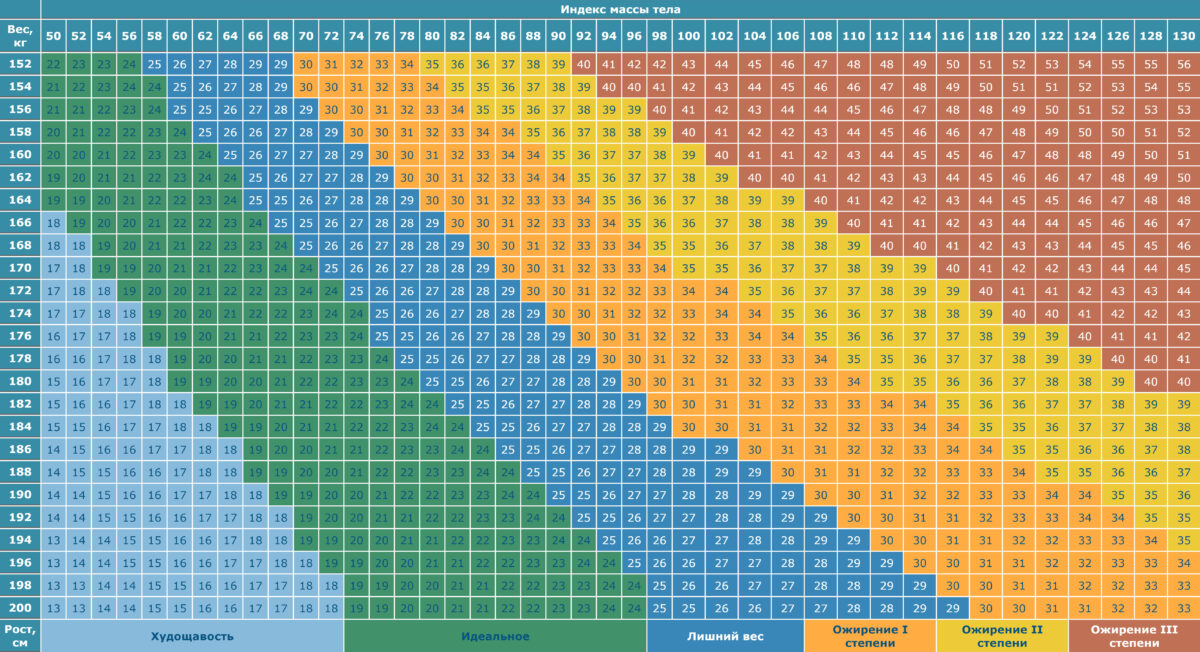 Индекс массы тела
Вес, кг 50 52 54 56 58 60 62 64 66 68 70 72 74 76 78 80 82 84 86 88 90 92 94 96 98 100 102 104 106 108 110 112 114 116 118 120 122 124 126 128 130
152 22 23 23 24 25 26 27 28 29 29 30 31 32 33 34 35 36 36 37 38 39 40 41 42 42 43 44 45 46 47 48 48 49 50 51 52 53 54 55 55 56
154 21 22 23 24 24 25 26 27 28 29 30 30 31 32 33 34 35 35 36 37 38 39 40 40 41 42 43 44 45 46 46 47 48 49 50 51 51 52 53 54 55
156 21 21 22 23 24 25 25 26 27 28 29 30 30 31 32 33 34 35 35 36 37 38 39 39 40 41 42 43 44 44 45 46 47 48 48 49 50 51 52 53 53
158 20 21 22 22 23 24 25 26 26 27 28 29 30 30 31 32 33 34 34 35 36 37 38 38 39 40 41 42 42 43 44 45 46 46 47 48 49 50 50 51 52
160 20 20 21 22 23 23 24 25 26 27 27 28 29 30 30 31 32 33 34 34 35 36 37 37 38 39 40 41 41 42 43 44 45 45 46 47 48 48 49 50 51
162 19 20 21 21 22 23 24 24 25 26 27 27 28 29 30 30 31 32 33 34 34 35 36 37 37 38 39 40 40 41 42 43 43 44 45 46 46 47 48 49 50
164 19 19 20 21 22 22 23 24 25 25 26 27 28 28 29 30 30 31 32 33 33 34 35 36 36 37 38 39 39 40 41 42 42 43 44 45 45 46 47 48 48
166 18 19 20 20 21 22 22 23 24 25 25 26 27 28 28 29 30 30 31 32 33 33 34 35 36 36 37 38 38 39 40 41 41 42 43 44 44 45 46 46 47
168 18 18 19 20 21 21 22 23 23 24 25 26 26 27 28 28 29 30 30 31 32 33 33 34 35 35 36 37 38 38 39 40 40 41 42 43 43 44 45 45 46
170 17 18 19 19 20 21 21 22 23 24 24 25 26 26 27 28 28 29 30 30 31 32 33 33 34 35 35 36 37 37 38 39 39 40 41 42 42 43 44 44 45
172 17 18 18 19 20 20 21 22 22 23 24 24 25 26 26 27 28 28 29 30 30 31 32 32 33 34 34 35 36 37 37 38 39 39 40 41 41 42 43 43 44
174 17 17 18 18 19 20 20 21 22 22 23 24 24 25 26 26 27 28 28 29 30 30 31 32 32 33 34 34 35 36 36 37 38 38 39 40 40 41 42 42 43
176 16 17 17 18 19 19 20 21 21 22 23 23 24 25 25 26 26 27 28 28 29 30 30 31 32 32 33 34 34 35 36 36 37 37 38 39 39 40 41 41 42
178 16 16 17 18 18 19 20 20 21 21 22 23 23 24 25 25 26 27 27 28 28 29 30 30 31 32 32 33 33 34 35 35 36 37 37 38 39 39 40 40 41
180 15 16 17 17 18 19 19 20 20 21 22 22 23 23 24 25 25 26 27 27 28 28 29 30 30 31 31 32 33 33 34 35 35 36 36 37 38 38 39 40 40
182 15 16 16 17 18 18 19 19 20 21 21 22 22 23 24 24 25 25 26 27 27 28 28 29 30 30 31 31 32 33 33 34 34 35 36 36 37 37 38 39 39
184 15 15 16 17 17 18 18 19 19 20 21 21 22 22 23 24 24 25 25 26 27 27 28 28 29 30 30 31 31 32 32 33 34 34 35 35 36 37 37 38 38
186 14 15 16 16 17 17 18 18 19 20 20 21 21 22 23 23 24 24 25 25 26 27 27 28 28 29 29 30 31 31 32 32 33 34 34 35 35 36 36 37 38
188 14 15 15 16 16 17 18 18 19 19 20 20 21 22 22 23 23 24 24 25 25 26 27 27 28 28 29 29 30 31 31 32 32 33 33 34 35 35 36 36 37
190 14 14 15 16 16 17 17 18 18 19 19 20 20 21 22 22 23 23 24 24 25 25 26 27 27 28 28 29 29 30 30 31 32 32 33 33 34 34 35 35 36
192 14 14 15 15 16 16 17 17 18 18 19 20 20 21 21 22 22 23 23 24 24 25 25 26 27 27 28 28 29 29 30 30 31 31 32 33 33 34 34 35 35
194 13 14 14 15 15 16 16 17 18 18 19 19 20 20 21 21 22 22 23 23 24 24 25 26 26 27 27 28 28 29 29 30 30 31 31 32 32 33 33 34 35
196 13 14 14 15 15 16 16 17 17 18 18 19 19 20 20 21 21 22 22 23 23 24 24 25 26 26 27 27 28 28 29 29 30 30 31 31 32 32 33 33 34
198 13 13 14 14 15 15 16 16 17 17 18 18 19 19 20 20 21 21 22 22 23 23 24 24 25 26 26 27 27 28 28 29 29 30 30 31 31 32 32 33 33
200 13 13 14 14 15 15 16 16 17 17 18 18 19 19 20 20 21 21 22 22 23 23 24 24 25 25 26 26 27 27 28 28 29 29 30 30 31 31 32 32 33
Рост, см Худощавость Идеальное Лишний вес Ожирение I степени Ожирение II степени Ожирение III степени